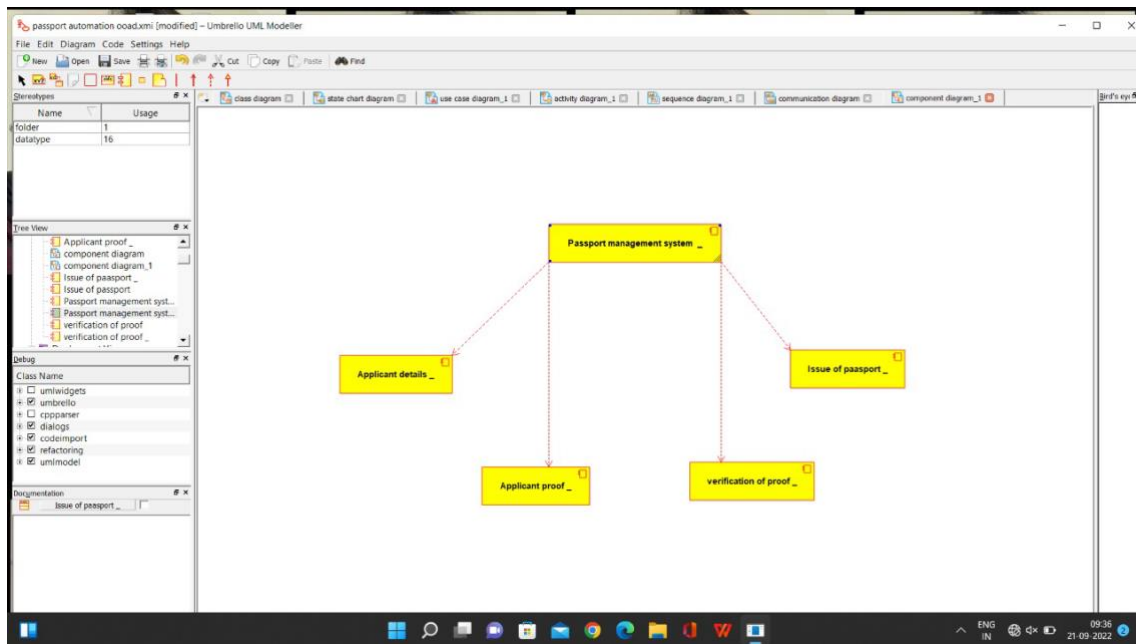 passport automation ooad.xmi [modified] – Umbrello UML Modeller
File Edit Diagram Code Settings Help
New Open Save Cut Copy Paste Find
Stereotypes
class diagram state chart diagram use case diagram_1 activity diagram_1 sequence diagram_1 communication diagram component diagram_1
Bird's eye
Name Usage
folder 1
datatype 16
Tree View
Applicant proof _
component diagram
component diagram_1
Issue of paasport _
Issue of passport
Passport management syst...
Passport management syst...
verification of proof
verification of proof _
Debug
Class Name
umlwidgets
umbrello
cppparser
dialogs
codeimport
refactoring
umlmodel
Documentation
Issue of paasport _
Passport management system _
Applicant details _
Issue of paasport _
Applicant proof _
verification of proof _
ENG
IN
09:36
21-09-2022
2